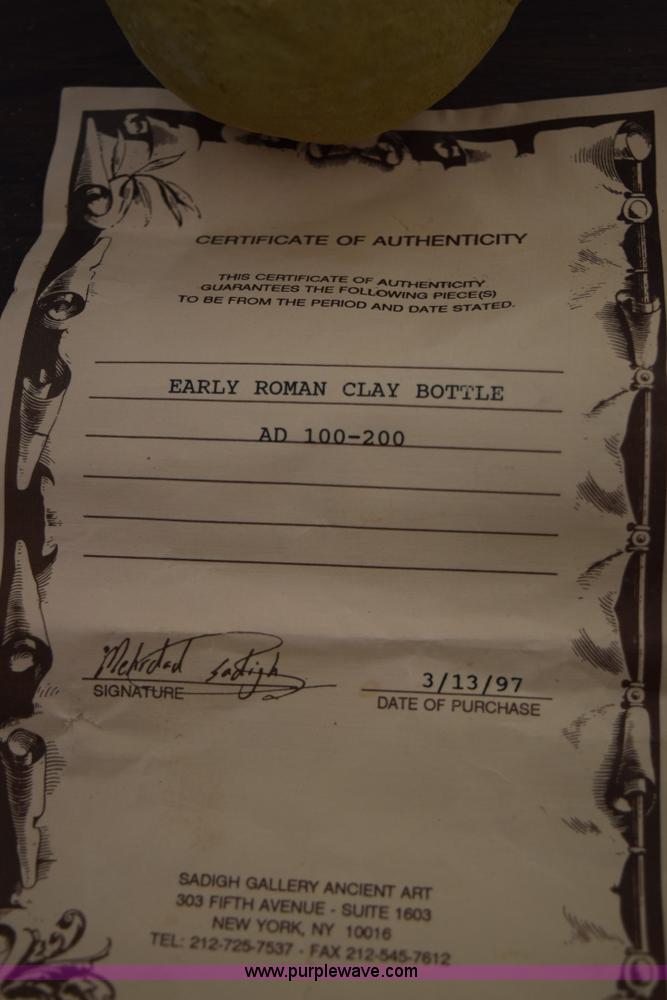 CERTIFICATE OF AUTHENTICITY
THIS CERTIFICATE OF AUTHENTICITY
GUARANTEES THE FOLLOWING PIECE(S)
TO BE FROM THE PERIOD AND DATE STATED.
EARLY ROMAN CLAY BOTTLE
AD 100-200
Mehrdad Sadigh
3/13/97
SIGNATURE
DATE OF PURCHASE
SADIGH GALLERY ANCIENT ART
303 FIFTH AVENUE - SUITE 1603
NEW YORK, NY 10016
TEL: 212-725-7537 - FAX 212-545-7612
www.purplewave.com